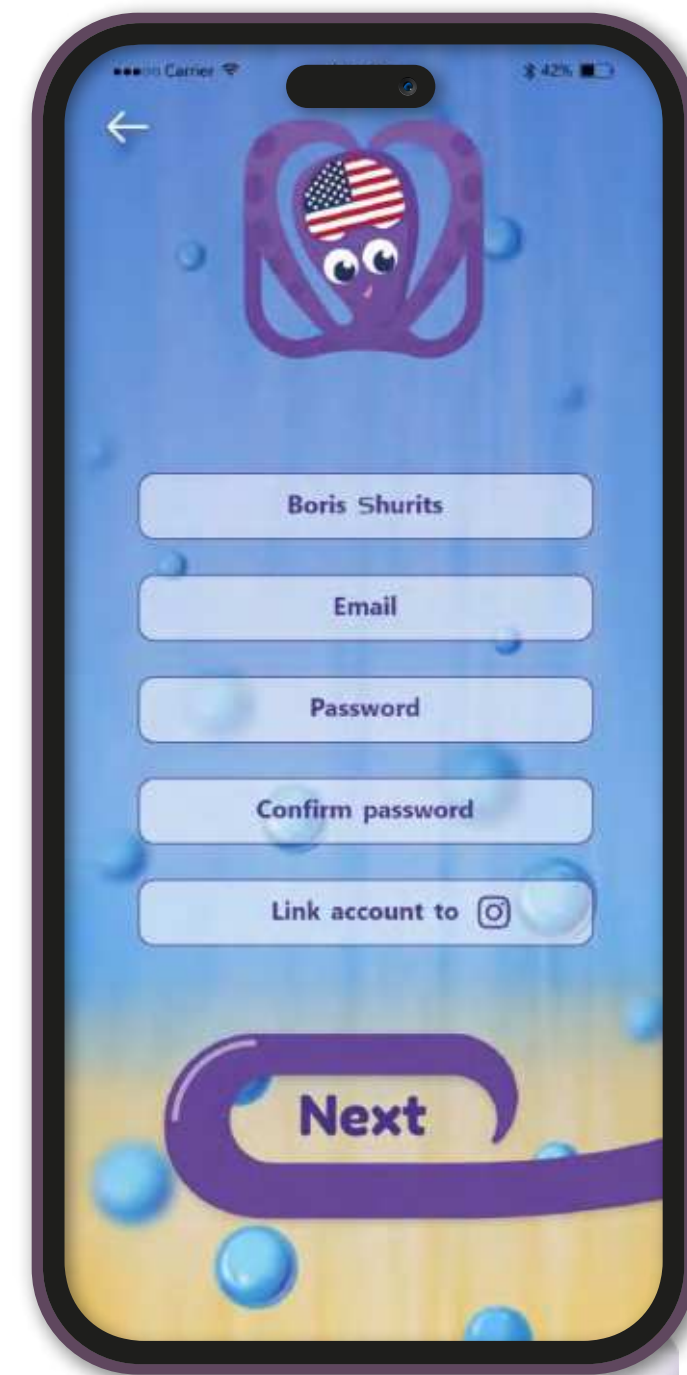 Carrier
42%
Boris Shurits
Email
Password
Confirm password
Link account to
Next